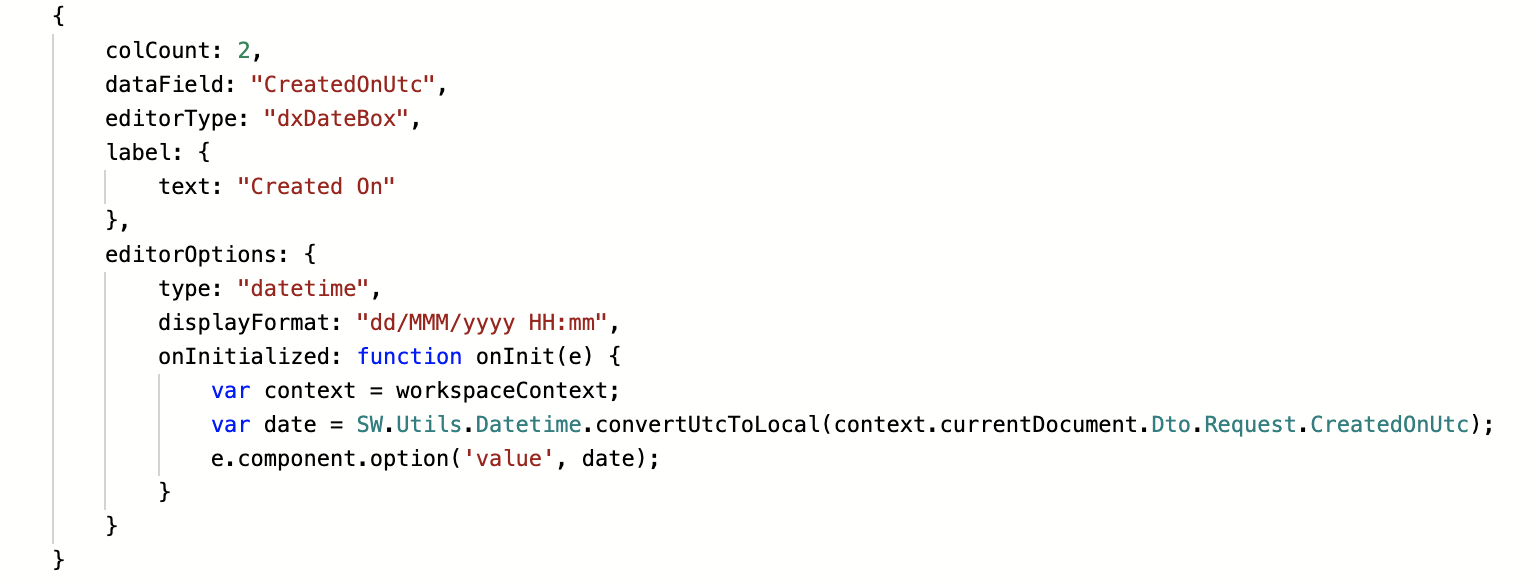 {
    colCount: 2,
    dataField: "CreatedOnUtc",
    editorType: "dxDateBox",
    label: {
        text: "Created On"
    },
    editorOptions: {
        type: "datetime",
        displayFormat: "dd/MMM/yyyy HH:mm",
        onInitialized: function onInit(e) {
            var context = workspaceContext;
            var date = SW.Utils.Datetime.convertUtcToLocal(context.currentDocument.Dto.Request.CreatedOnUtc);
            e.component.option('value', date);
        }
    }
}